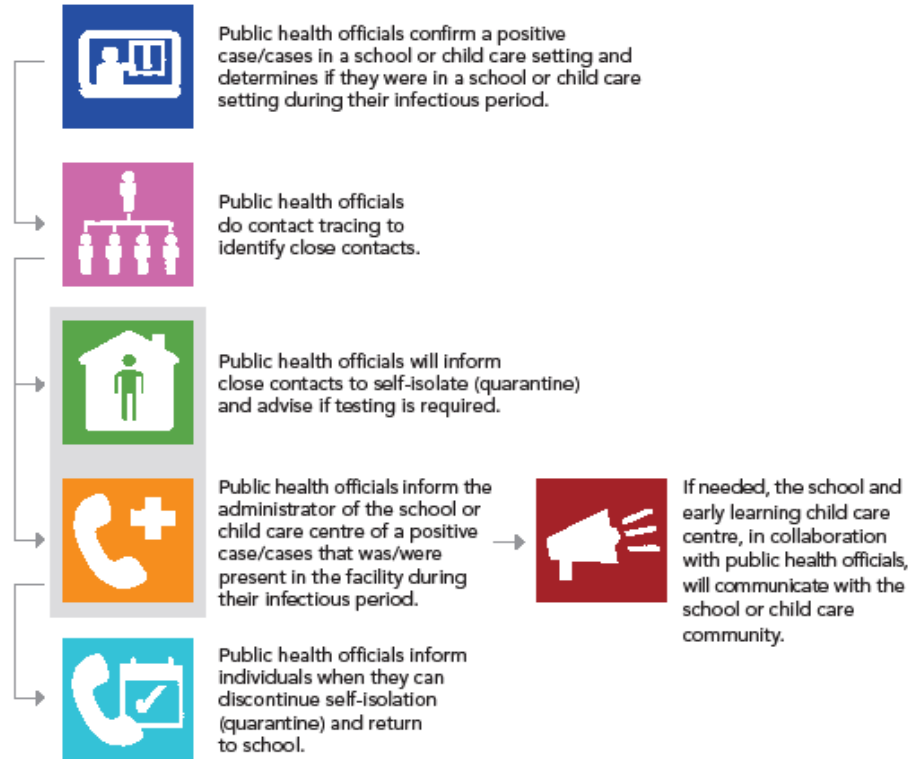 Public health officials confirm a positive
case/cases in a school or child care setting and
determines if they were in a school or child care
setting during their infectious period.
Public health officials
do contact tracing to
identify close contacts.
Public health officials will inform
close contacts to self-isolate (quarantine)
and advise if testing is required.
Public health officials inform the
administrator of the school or
child care centre of a positive
case/cases that was/were
present in the facility during
their infectious period.
If needed, the school and
early learning child care
centre, in collaboration
with public health officials,
will communicate with the
school or child care
community.
Public health officials inform
individuals when they can
discontinue self-isolation
(quarantine) and return
to school.